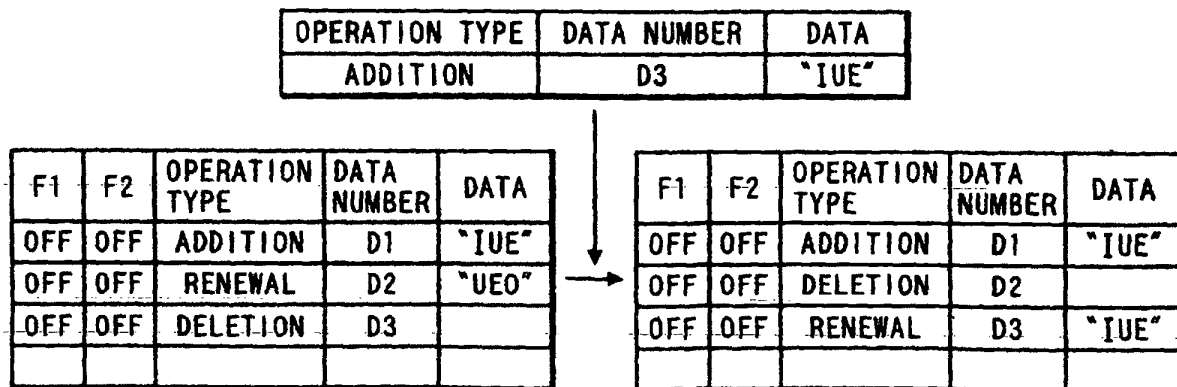 OPERATION TYPE DATA NUMBER DATA
ADDITION D3 "IUE"
F1 F2 OPERATION TYPE DATA NUMBER DATA
OFF OFF ADDITION D1 "IUE"
OFF OFF RENEWAL D2 "UEO"
OFF OFF DELETION D3
F1 F2 OPERATION TYPE DATA NUMBER DATA
OFF OFF ADDITION D1 "IUE"
OFF OFF DELETION D2
OFF OFF RENEWAL D3 "IUE"